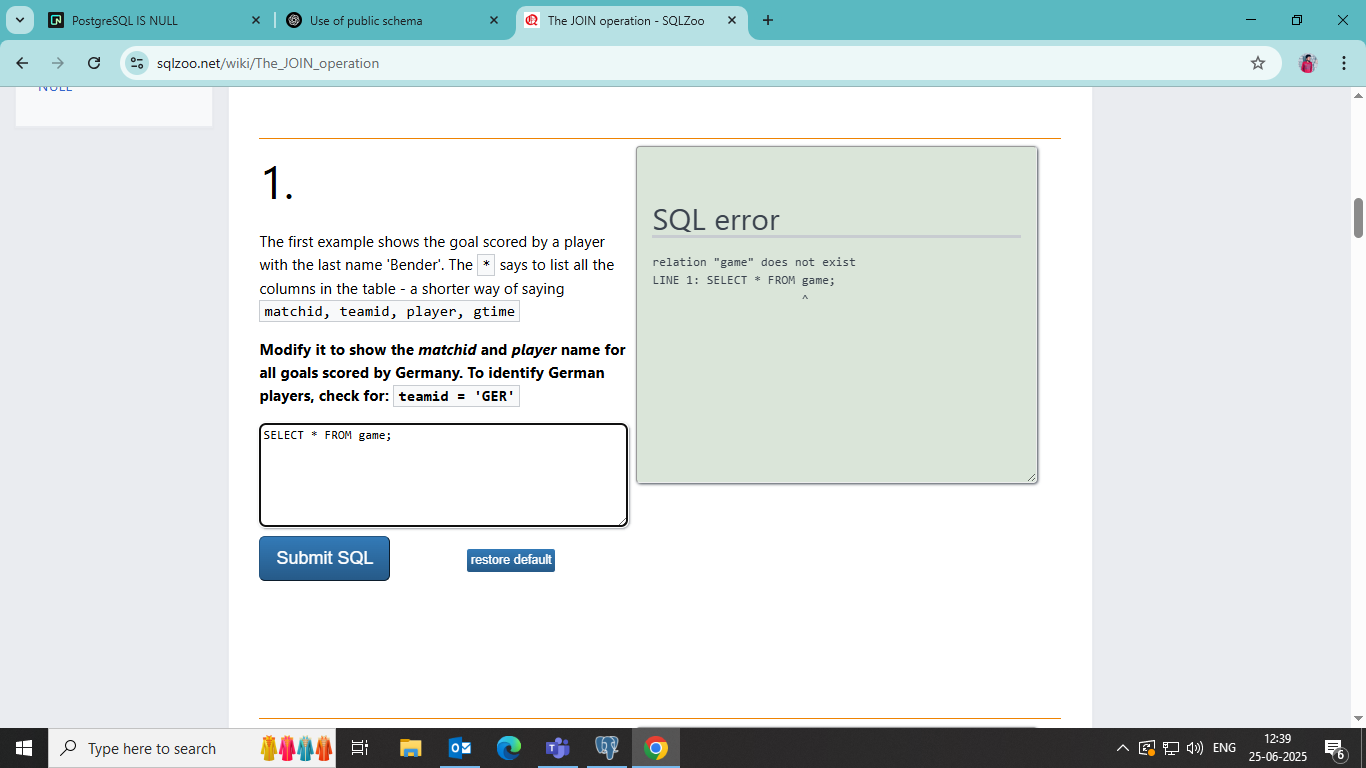 PostgreSQL IS NULL
Use of public schema
The JOIN operation - SQLZoo
sqlzoo.net/wiki/The_JOIN_operation
NULL
1.
The first example shows the goal scored by a player
with the last name 'Bender'. The * says to list all the
columns in the table - a shorter way of saying
matchid, teamid, player, gtime
Modify it to show the matchid and player name for
all goals scored by Germany. To identify German
players, check for: teamid = 'GER'
SELECT * FROM game;
Submit SQL
restore default
SQL error
relation "game" does not exist
LINE 1: SELECT * FROM game;
^
Type here to search
ENG
12:39
25-06-2025
6